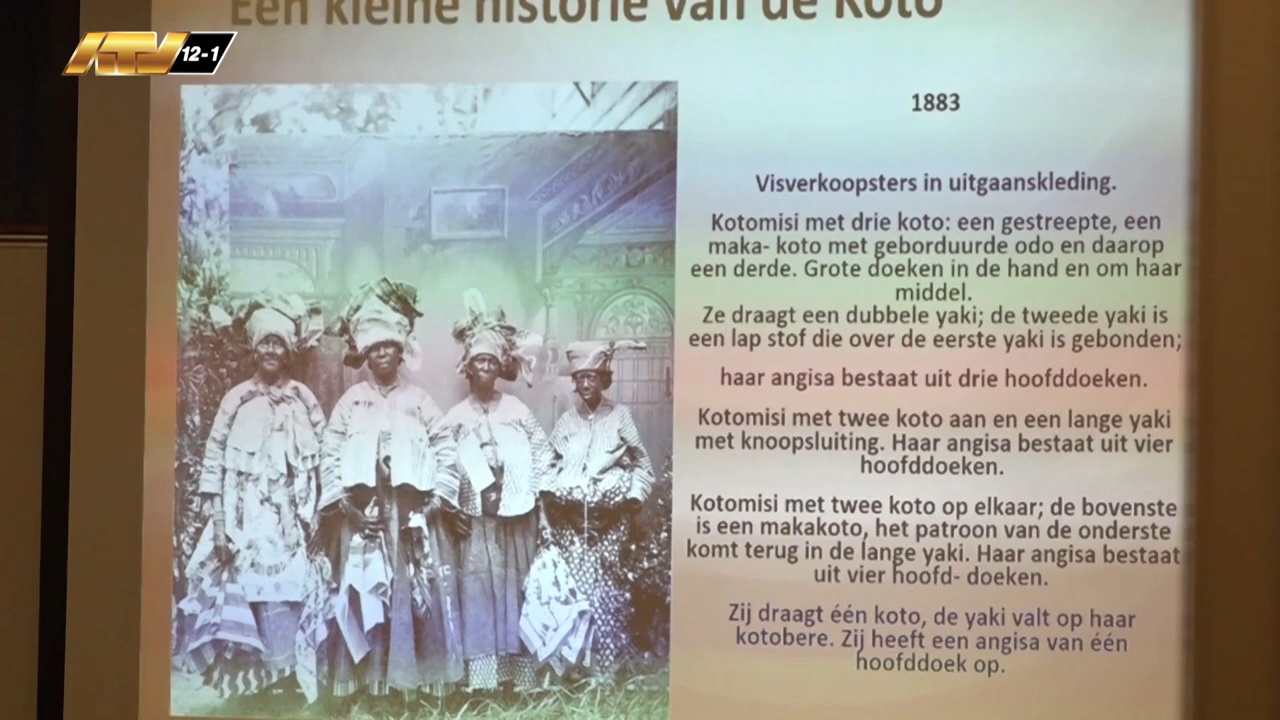 Een kleine historie van de Koto
ATV 12-1
1883
Visverkoopsters in uitgaanskleding.
Kotomisi met drie koto: een gestreepte, een
maka- koto met geborduurde odo en daarop
een derde. Grote doeken in de hand en om haar
middel.
Ze draagt een dubbele yaki; de tweede yaki is
een lap stof die over de eerste yaki is gebonden;
haar angisa bestaat uit drie hoofddoeken.
Kotomisi met twee koto aan en een lange yaki
met knoopsluiting. Haar angisa bestaat uit vier
hoofddoeken.
Kotomisi met twee koto op elkaar; de bovenste
is een makakoto, het patroon van de onderste
komt terug in de lange yaki. Haar angisa bestaat
uit vier hoofd- doeken.
Zij draagt één koto, de yaki valt op haar
kotobere. Zij heeft een angisa van één
hoofddoek op.